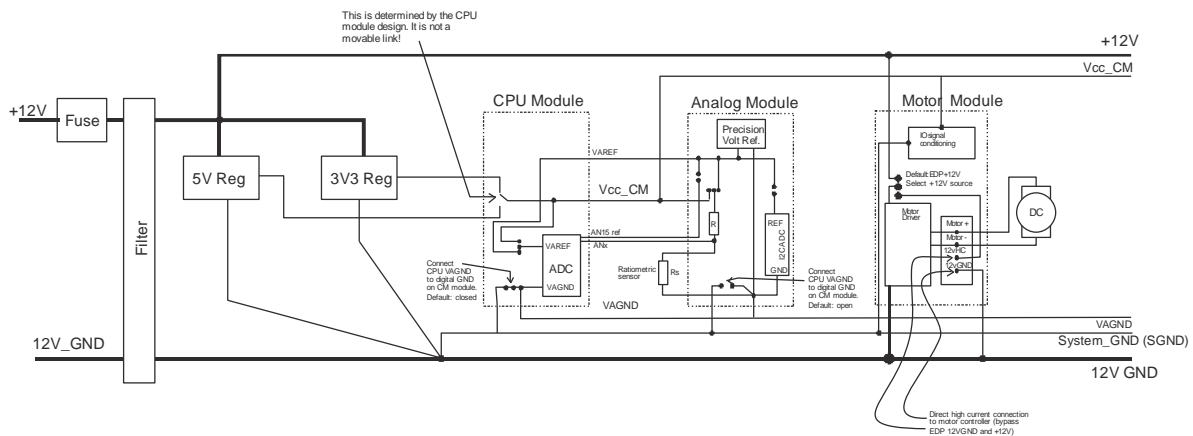 This is determined by the CPU
module design. It is not a
movable link!
+12V
Vcc_CM
CPU Module
Analog Module
Motor Module
+12V
Fuse
Precision
Volt Ref.
IO signal
conditioning
VAREF
5V Reg
3V3 Reg
Default EDP+12V
Select +12V source
Vcc_CM
Motor
Driver
DC
Filter
R
REF
I2C ADC
GND
Motor+
Motor -
12vHC
12vGND
AN15 ref
ANx
VAREF
ADC
VAGND
Connect
CPU VAGND
to digital GND
on CM module.
Default: closed
Ratiometric
sensor
Rs
Connect
CPU VAGND
to digital GND
on CM module.
Default: open
VAGND
VAGND
12V_GND
System_GND (SGND)
12V GND
Direct high current connection
to motor controller (bypass
EDP 12VGND and +12V)